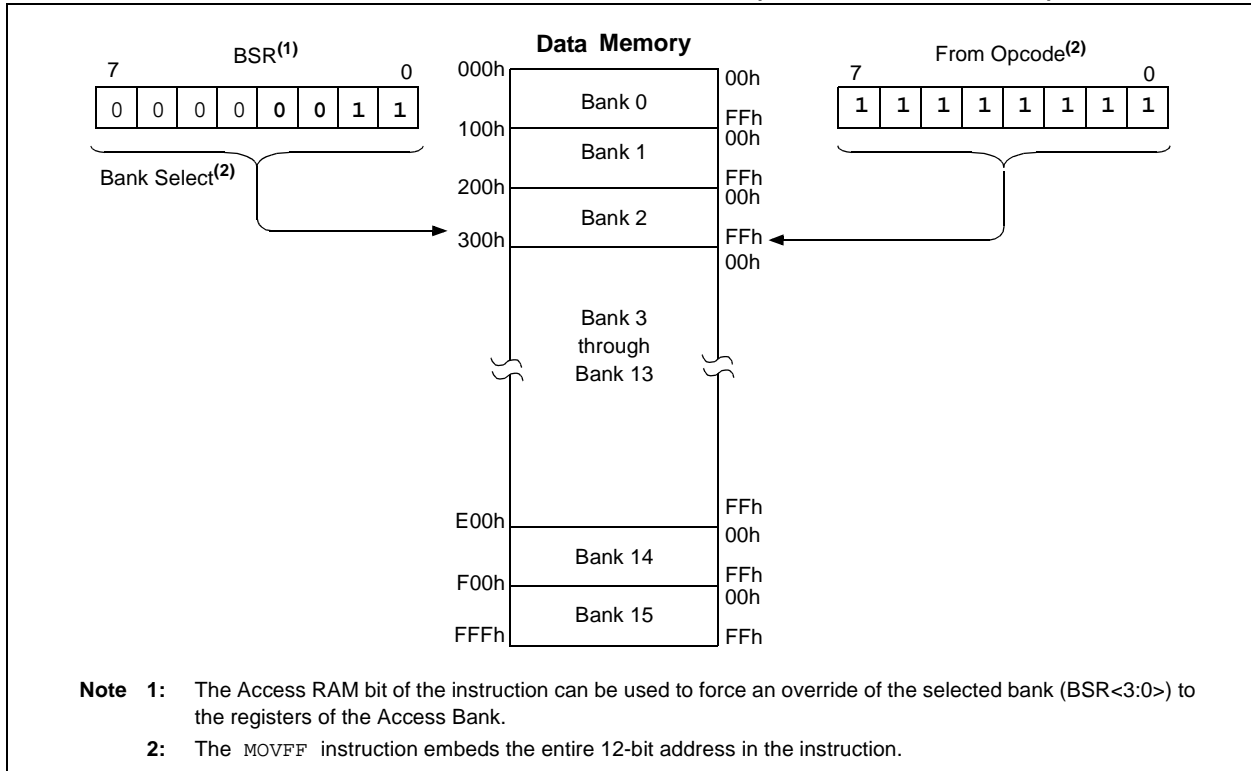 Data Memory
BSR(1)
7 0
0 0 0 0 0 0 1 1
Bank Select(2)
From Opcode(2)
7 0
1 1 1 1 1 1 1 1
000h
Bank 0
00h
FFh
100h
Bank 1
00h
FFh
200h
Bank 2
00h
FFh
300h
00h
Bank 3
through
Bank 13
FFh
E00h
Bank 14
00h
FFh
F00h
Bank 15
00h
FFFh
FFh
Note 1: The Access RAM bit of the instruction can be used to force an override of the selected bank (BSR<3:0>) to
the registers of the Access Bank.
2: The MOVFF instruction embeds the entire 12-bit address in the instruction.